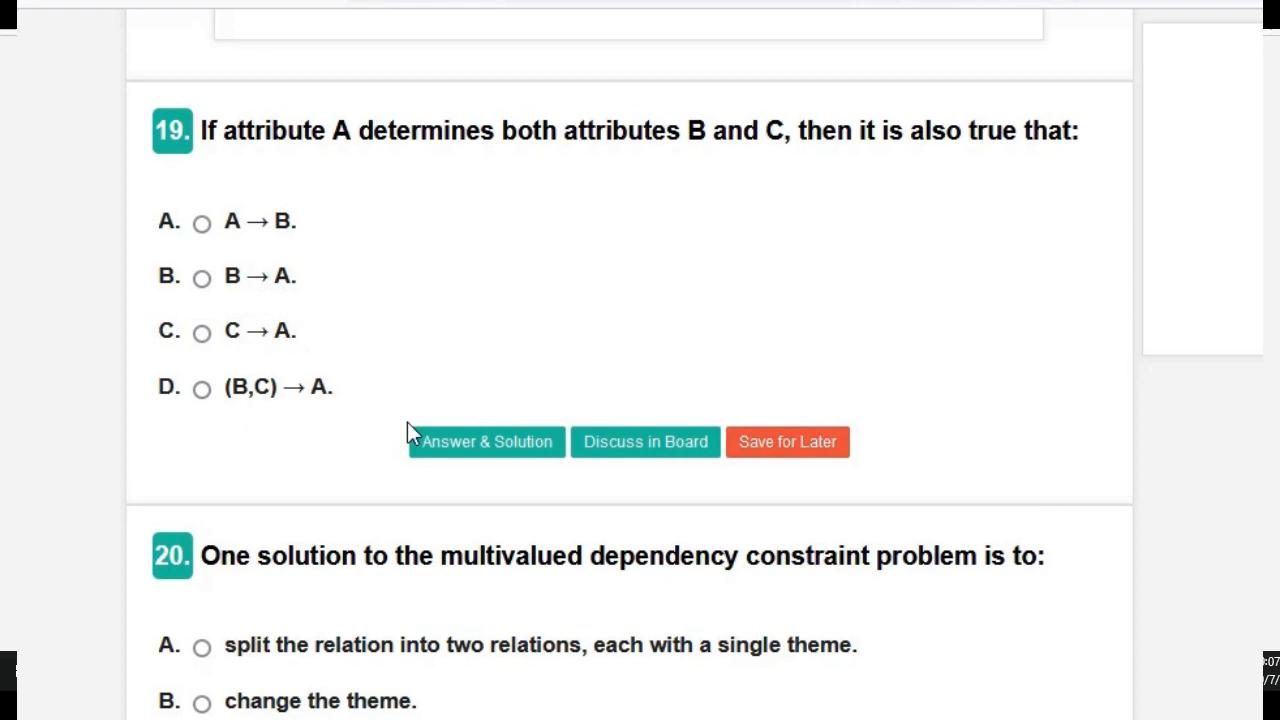 19. If attribute A determines both attributes B and C, then it is also true that:
A. A → B.
B. B → A.
C. C → A.
D. (B,C) → A.
Answer & Solution Discuss in Board Save for Later
20. One solution to the multivalued dependency constraint problem is to:
A. split the relation into two relations, each with a single theme.
:07
B. change the theme.
/7/